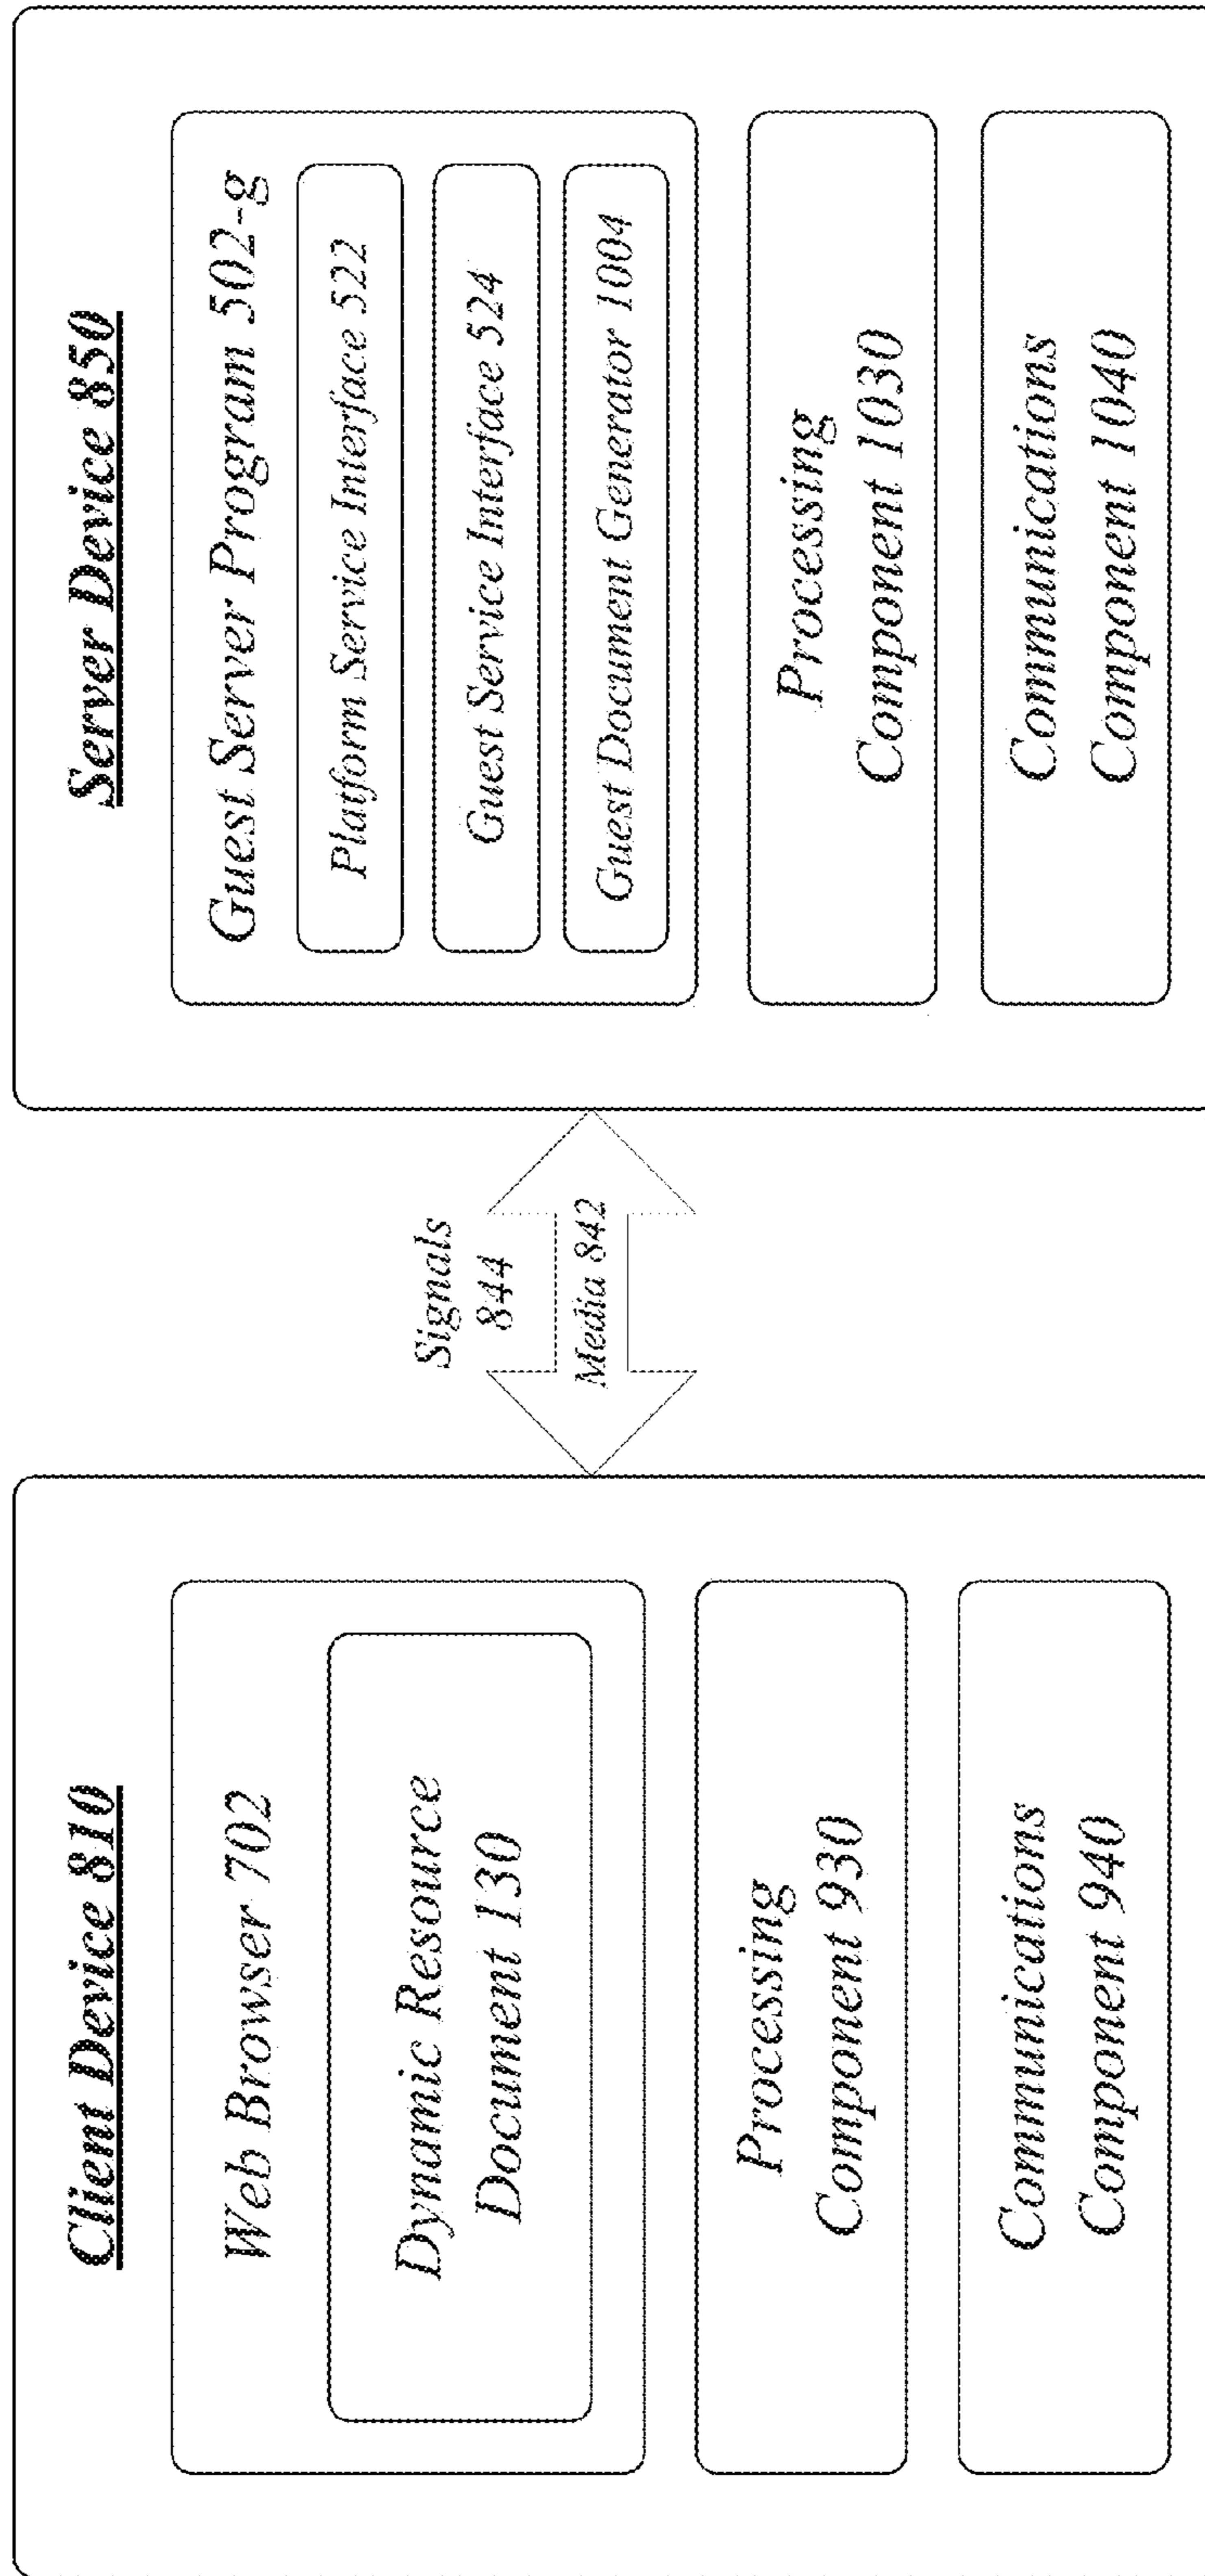 Client Device 810
Web Browser 702
Dynamic Resource
Document 130
Processing
Component 930
Communications
Component 940
Signals
844
Media 842
Server Device 850
Guest Server Program 502-g
Platform Service Interface 522
Guest Service Interface 524
Guest Document Generator 1004
Processing
Component 1030
Communications
Component 1040